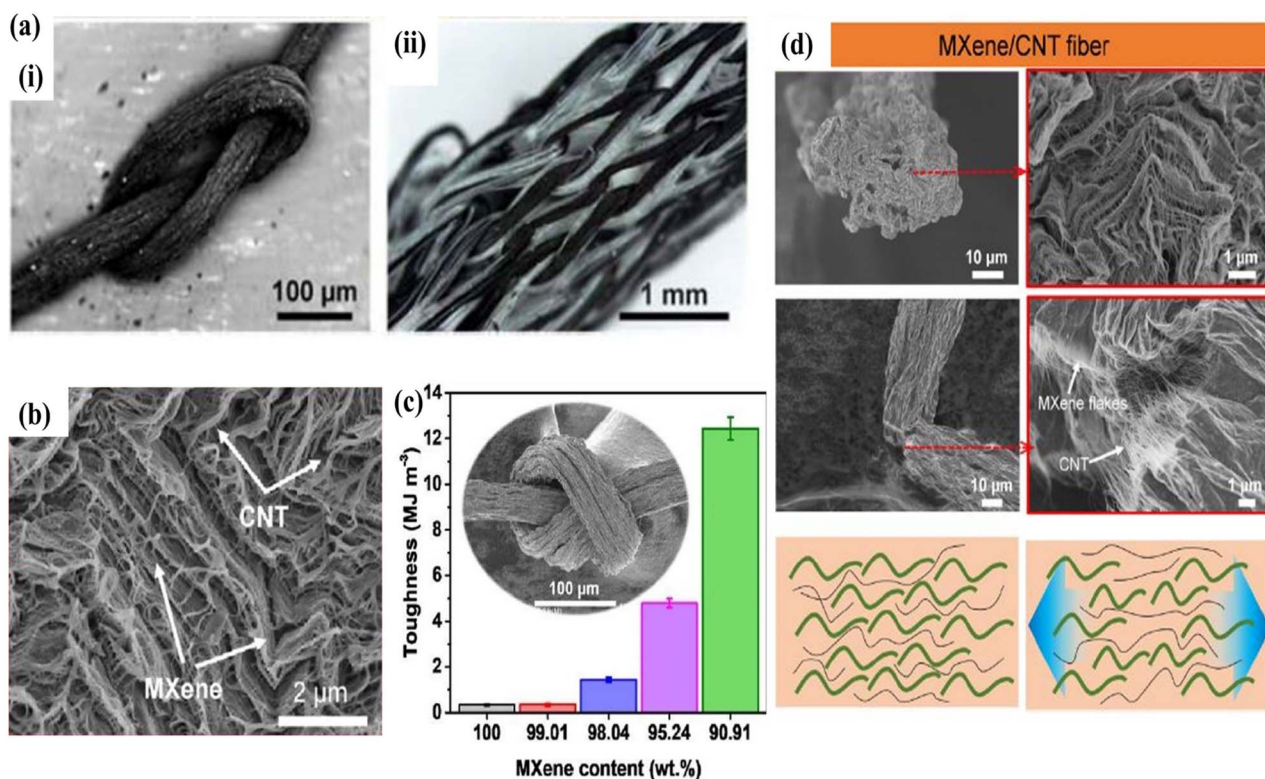 (a)
(i)
100 µm
(ii)
1 mm
(b)
CNT
MXene
2 µm
(c)
Toughness (MJ m⁻³)
14
12
10
8
6
4
2
0
100 µm
100 99.01 98.04 95.24 90.91
MXene content (wt.%)
(d)
MXene/CNT fiber
10 µm
1 µm
10 µm
MXene flakes
CNT
1 µm